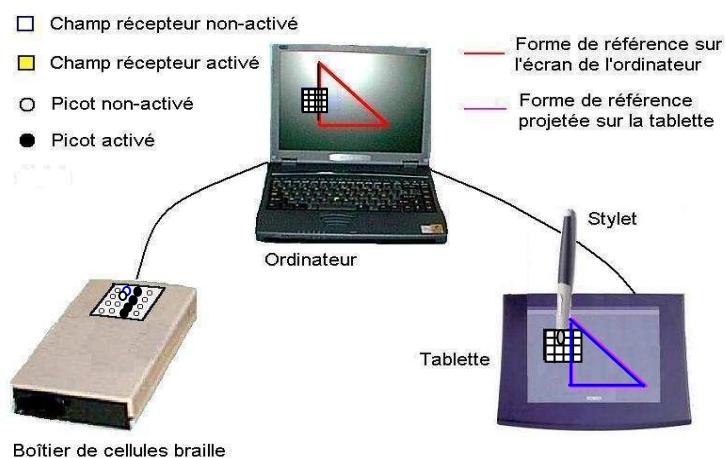 Champ récepteur non-activé
Champ récepteur activé
Picot non-activé
Picot activé
Forme de référence sur
l'écran de l'ordinateur
Forme de référence
projetée sur la tablette
Ordinateur
Stylet
Tablette
Boîtier de cellules braille